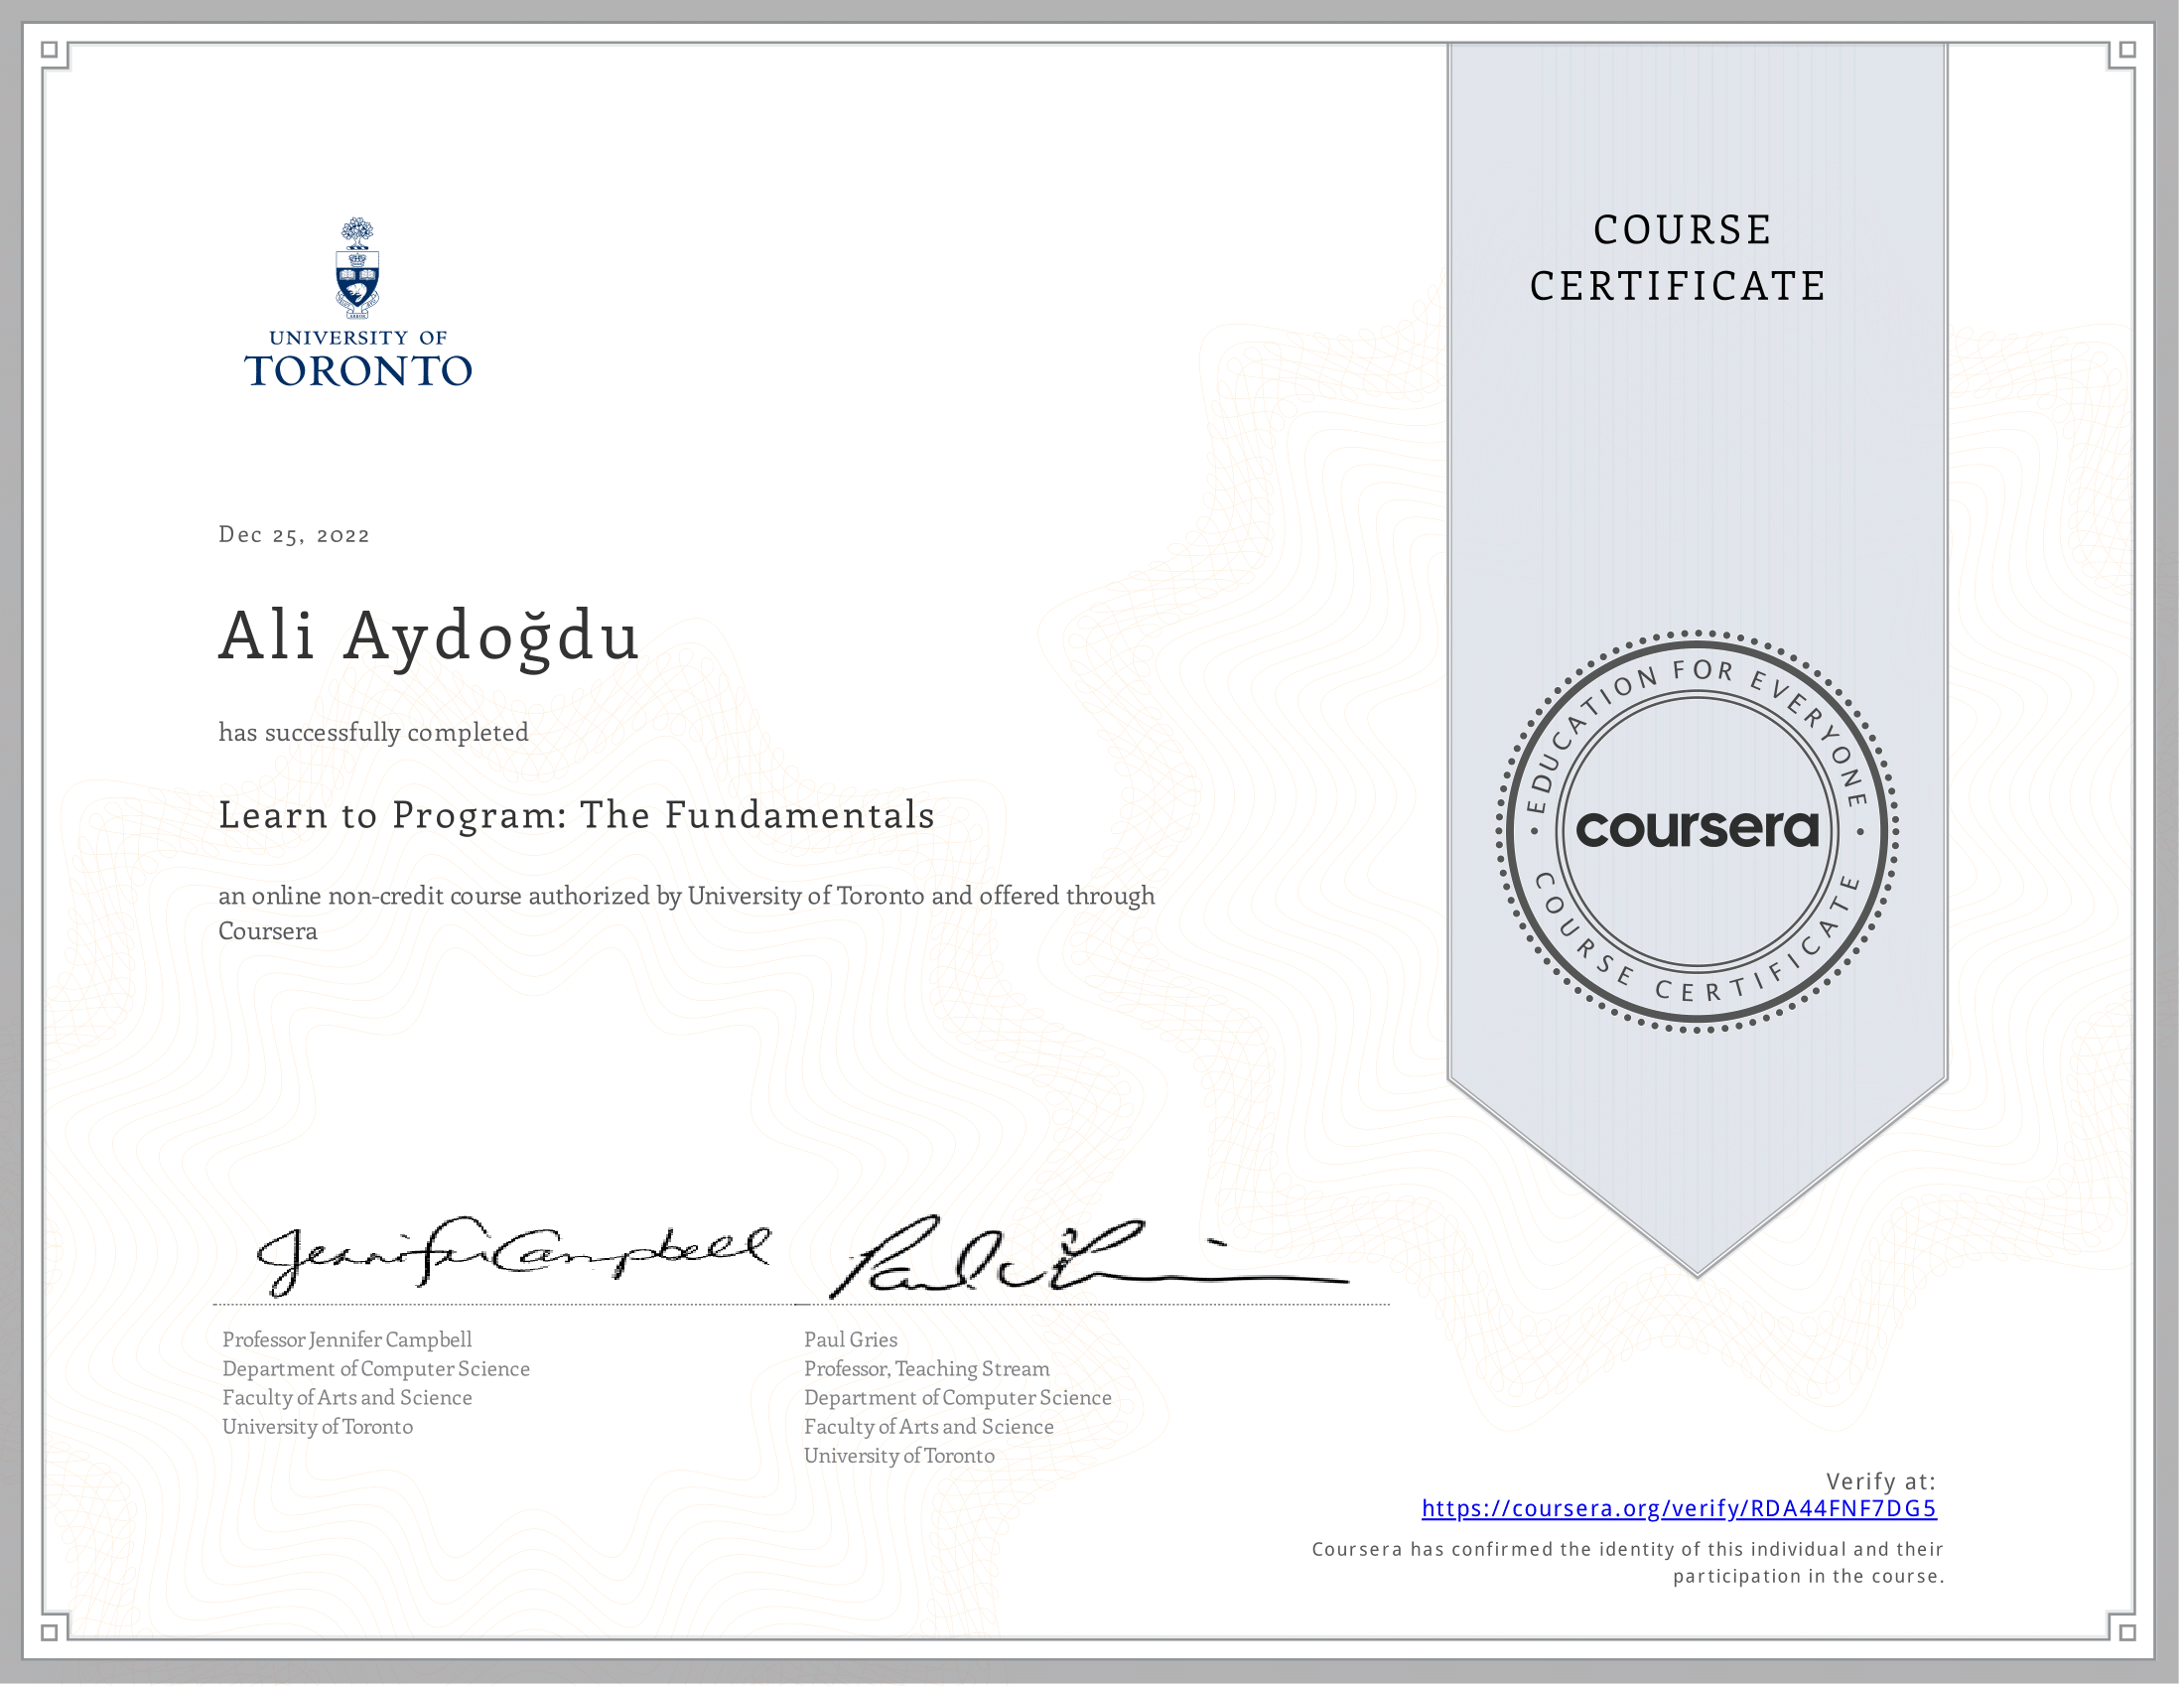 UNIVERSITY OF
TORONTO
COURSE
CERTIFICATE
Dec 25, 2022
Ali Aydoğdu
has successfully completed
Learn to Program: The Fundamentals
an online non-credit course authorized by University of Toronto and offered through
Coursera
EDUCATION FOR EVERYONE
coursera
COURSE CERTIFICATE
Jennifer Campbell
Professor Jennifer Campbell
Department of Computer Science
Faculty of Arts and Science
University of Toronto
Paul Gries
Professor, Teaching Stream
Department of Computer Science
Faculty of Arts and Science
University of Toronto
Verify at:
https://coursera.org/verify/RDA44FNF7DG5
Coursera has confirmed the identity of this individual and their
participation in the course.